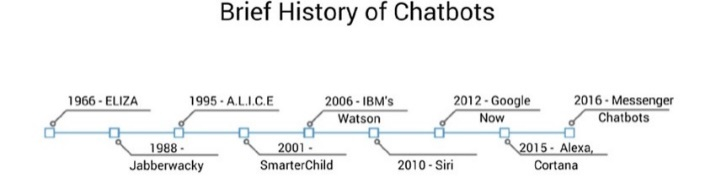 Brief History of Chatbots
1966 - ELIZA
1988 -
Jabberwacky
1995 - A.L.I.C.E
2001 -
SmarterChild
2006 - IBM's
Watson
2010 - Siri
2012 - Google
Now
2015 - Alexa,
Cortana
2016 - Messenger
Chatbots